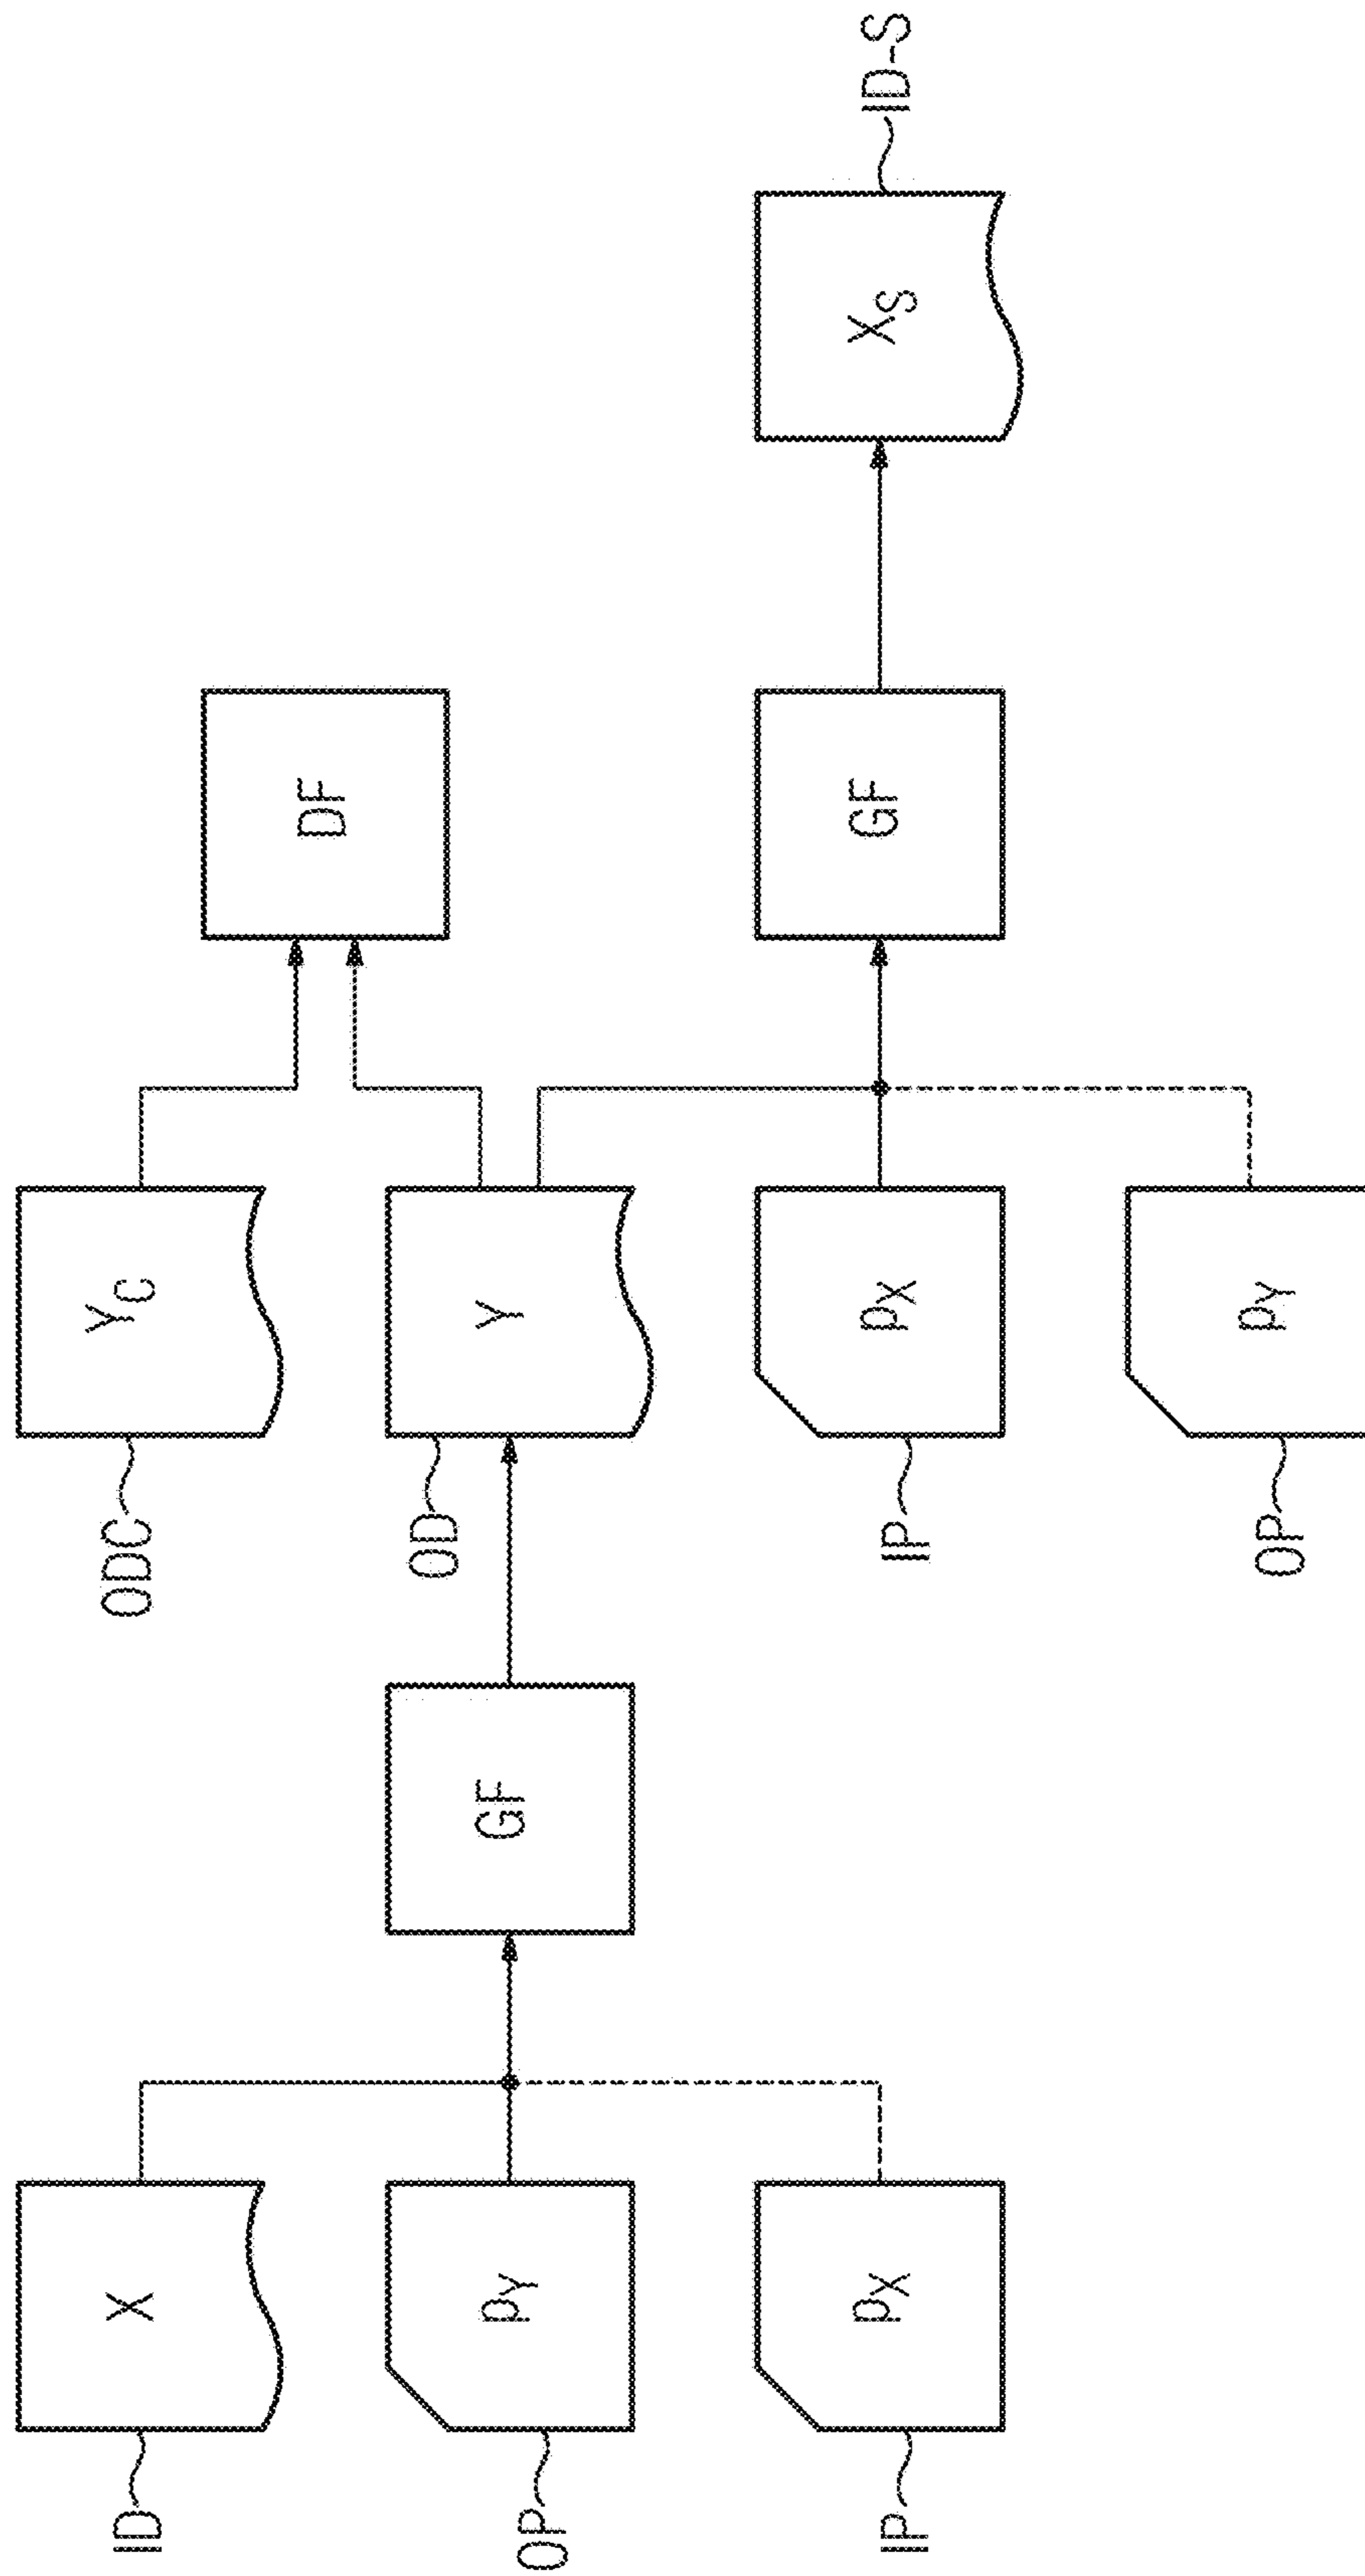 ID
X
OP
pY
IP
pX
GF
ODC
YC
OD
Y
IP
pX
OP
pY
DF
GF
XS
ID-S